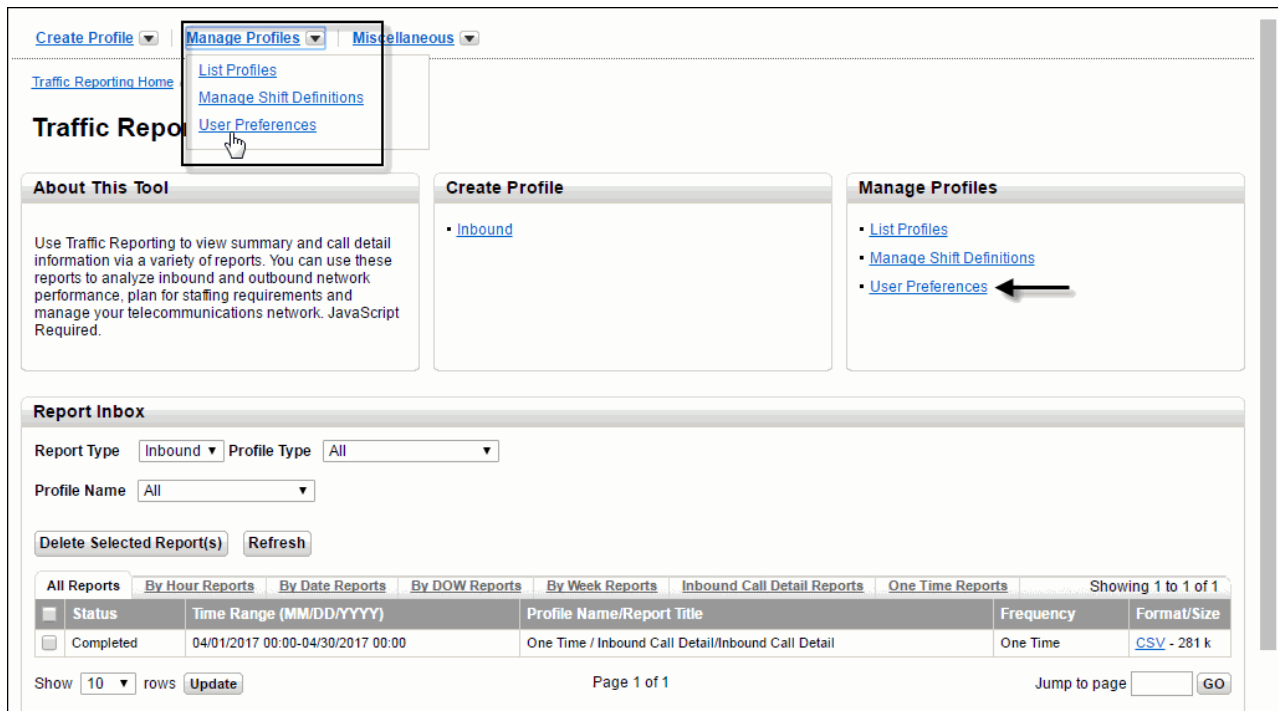 Create Profile Manage Profiles Miscellaneous
List Profiles
Traffic Reporting Home
Manage Shift Definitions
User Preferences
Traffic Repo
About This Tool
Use Traffic Reporting to view summary and call detail
information via a variety of reports. You can use these
reports to analyze inbound and outbound network
performance, plan for staffing requirements and
manage your telecommunications network. JavaScript
Required.
Create Profile
Inbound
Manage Profiles
List Profiles
Manage Shift Definitions
User Preferences
Report Inbox
Report Type Inbound Profile Type All
Profile Name All
Delete Selected Report(s) Refresh
All Reports By Hour Reports By Date Reports By DOW Reports By Week Reports Inbound Call Detail Reports One Time Reports Showing 1 to 1 of 1
Status Time Range (MM/DD/YYYY) Profile Name/Report Title Frequency Format/Size
Completed 04/01/2017 00:00-04/30/2017 00:00 One Time / Inbound Call Detail/Inbound Call Detail One Time CSV - 281 k
Show 10 rows Update Page 1 of 1 Jump to page GO